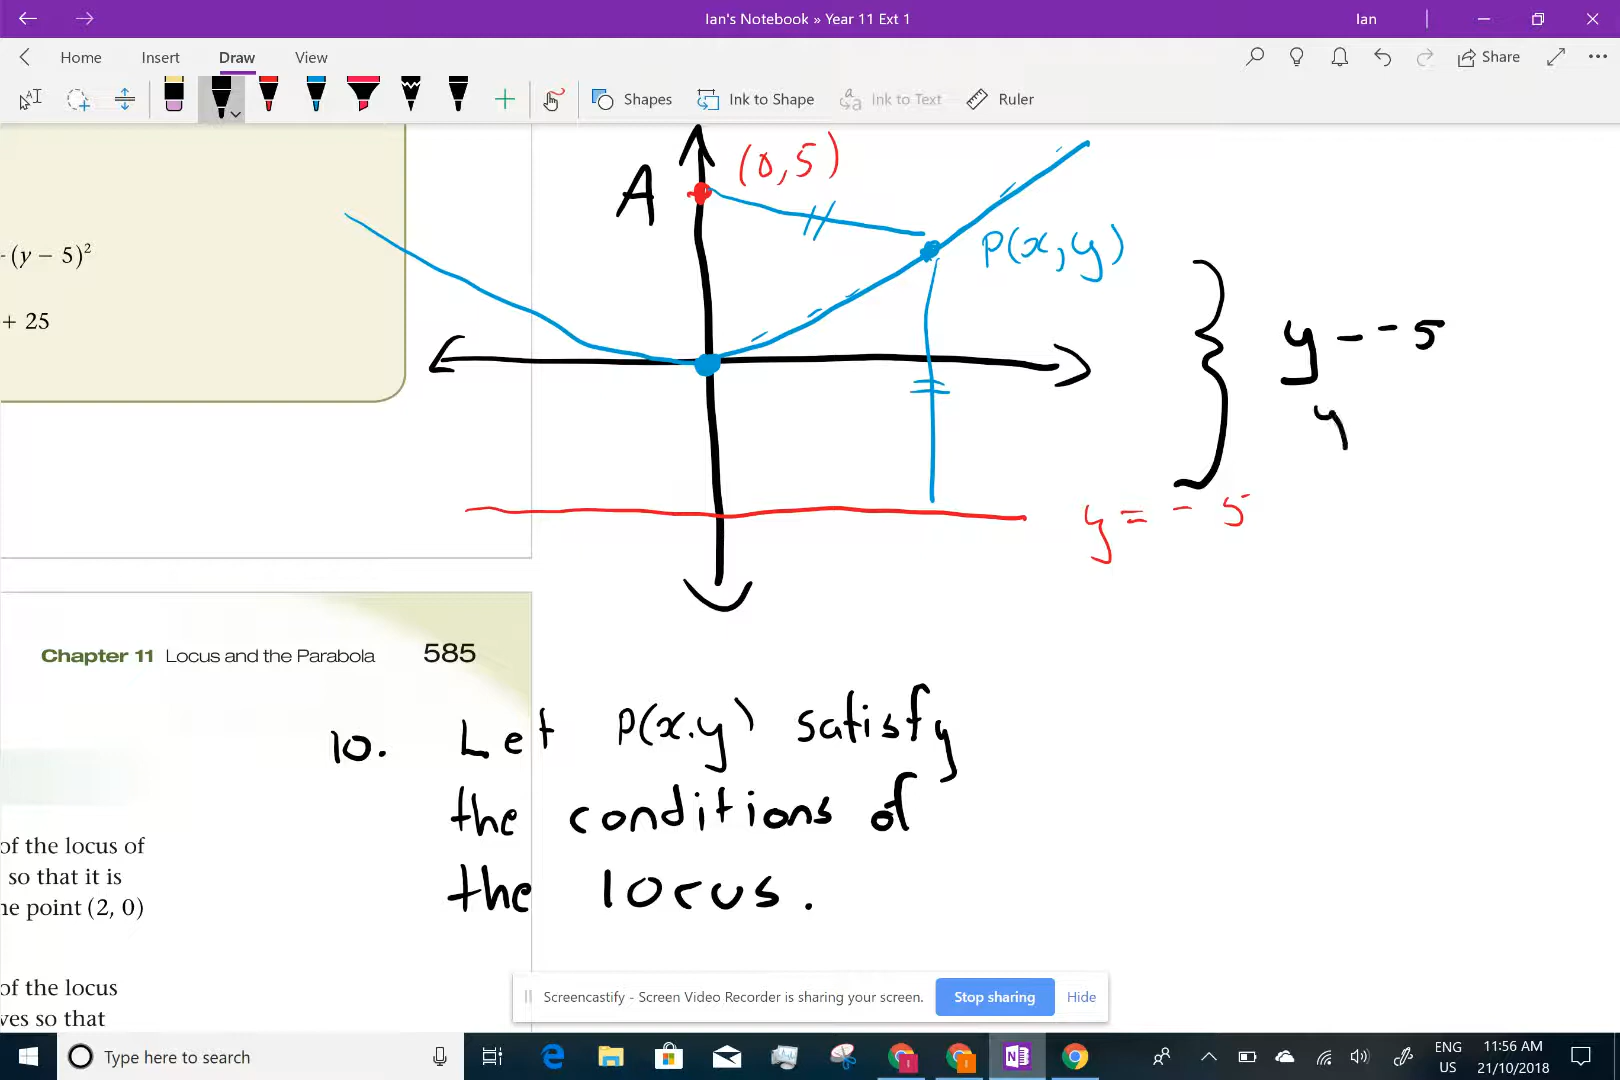 Ian's Notebook » Year 11 Ext 1
Ian
Home Insert Draw View
Share
Shapes Ink to Shape Ink to Text Ruler
A
(0,5)
P(x,y)
- (y − 5)²
+ 25
y - - 5
y
y = - 5
Chapter 11 Locus and the Parabola 585
10. Let P(x.y) satisfy
the conditions of
the locus.
of the locus of
so that it is
ne point (2, 0)
of the locus
ves so that
Screencastify - Screen Video Recorder is sharing your screen. Stop sharing Hide
Type here to search
ENG
US
11:56 AM
21/10/2018